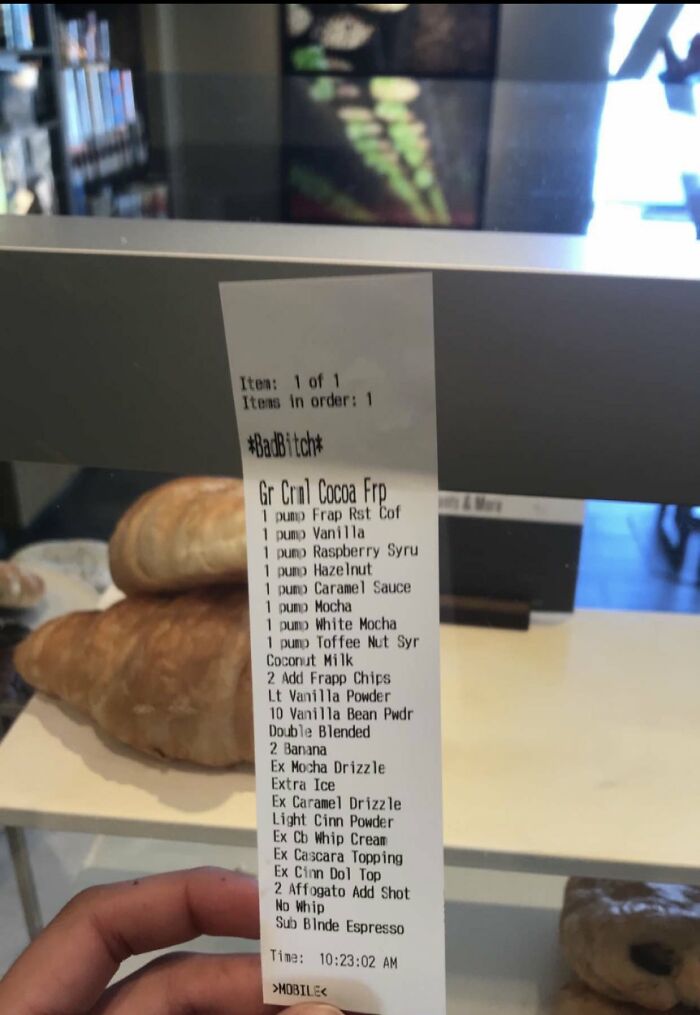 Item: 1 of 1
Items in order: 1
*BadBitch*
Gr Crml Cocoa Frp
1 pump Frap Rst Cof
1 pump Vanilla
1 pump Raspberry Syru
1 pump Hazelnut
1 pump Caramel Sauce
1 pump Mocha
1 pump White Mocha
1 pump Toffee Nut Syr
Coconut Milk
2 Add Frapp Chips
Lt Vanilla Powder
10 Vanilla Bean Pwdr
Double Blended
2 Banana
Ex Mocha Drizzle
Extra Ice
Ex Caramel Drizzle
Light Cinn Powder
Ex Cb Whip Cream
Ex Cascara Topping
Ex Cinn Dol Top
2 Affogato Add Shot
No Whip
Sub Blnde Espresso
Time: 10:23:02 AM
>MOBILE<
& More